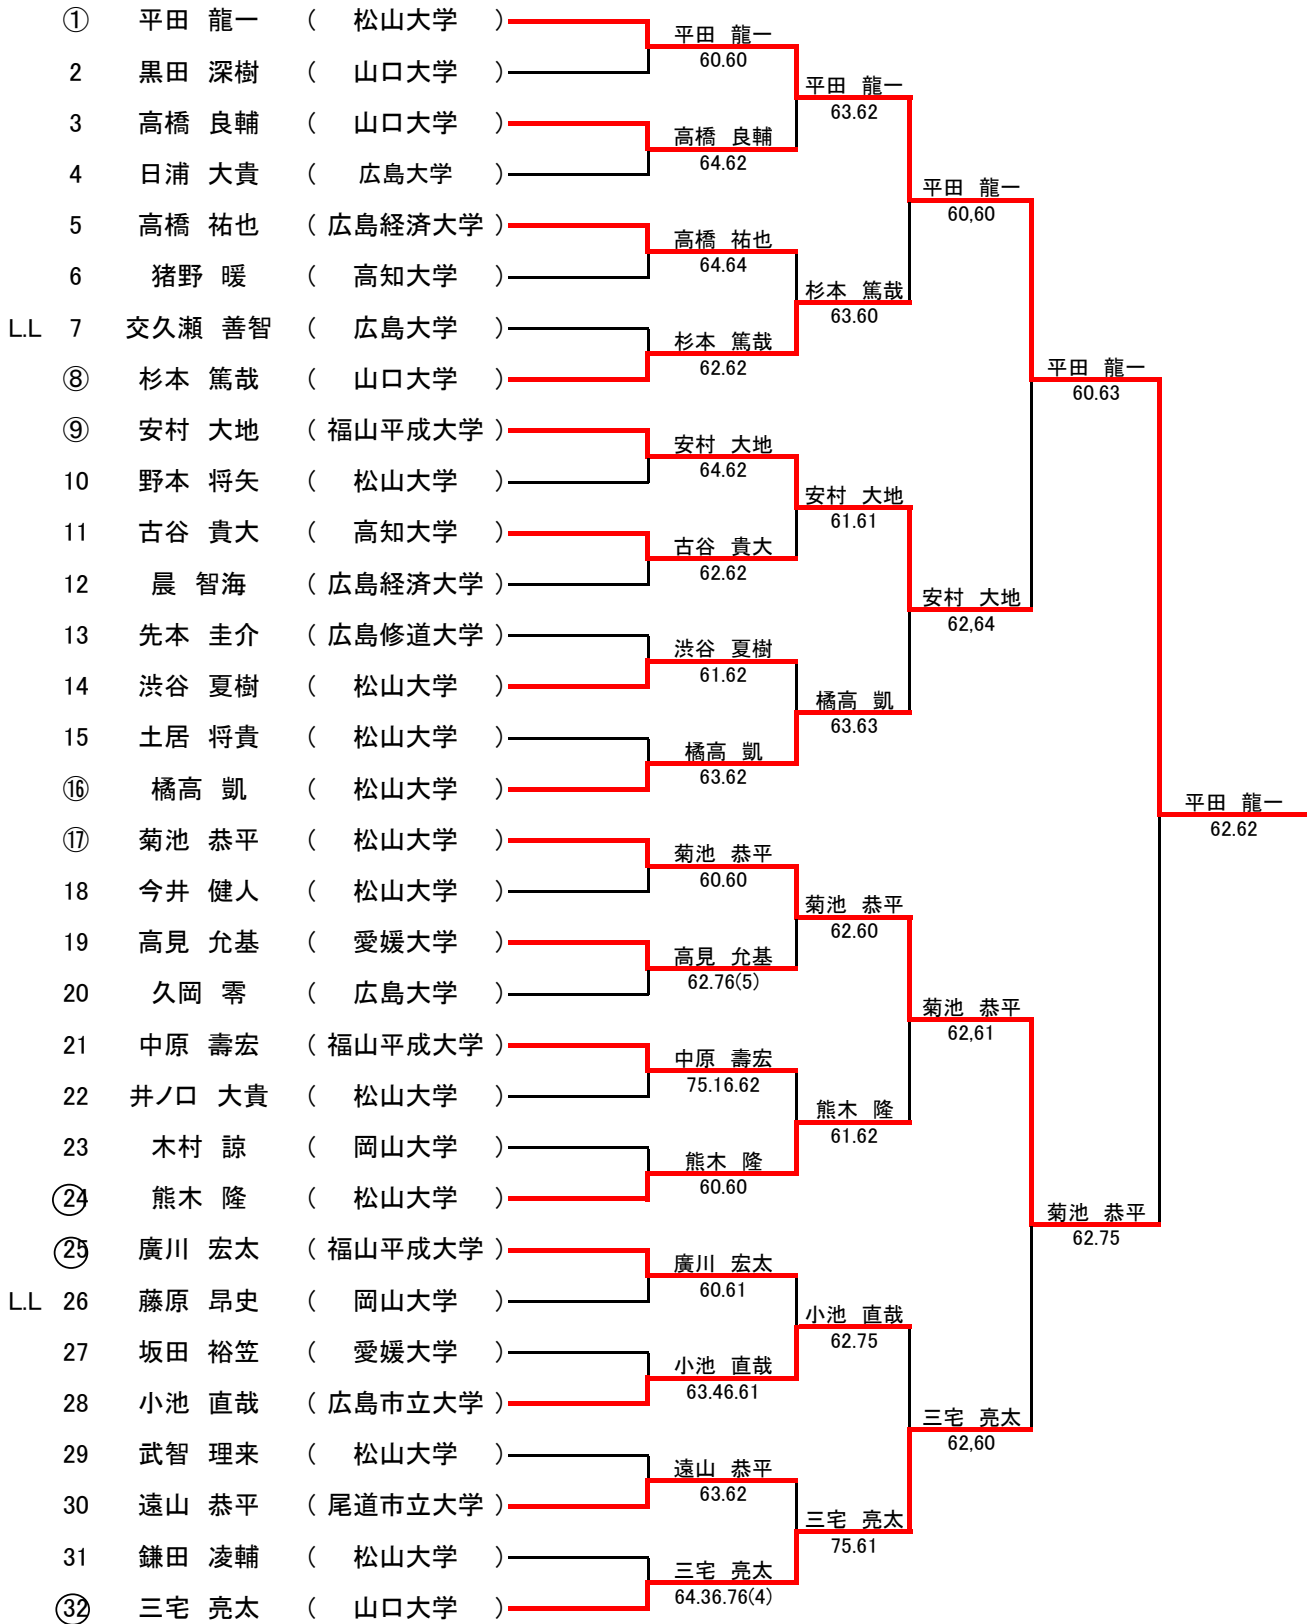 ① 平田 龍一 ( 松山大学 )
平田 龍一
60.60
2 黒田 深樹 ( 山口大学 )
平田 龍一
63.62
3 高橋 良輔 ( 山口大学 )
高橋 良輔
64.62
4 日浦 大貴 ( 広島大学 )
平田 龍一
60,60
5 高橋 祐也 ( 広島経済大学 )
高橋 祐也
64.64
6 猪野 暖 ( 高知大学 )
杉本 篤哉
63.60
L.L 7 交久瀬 善智 ( 広島大学 )
杉本 篤哉
62.62
⑧ 杉本 篤哉 ( 山口大学 )
平田 龍一
60.63
⑨ 安村 大地 ( 福山平成大学 )
安村 大地
64.62
10 野本 将矢 ( 松山大学 )
安村 大地
61.61
11 古谷 貴大 ( 高知大学 )
古谷 貴大
62.62
12 晨 智海 ( 広島経済大学 )
安村 大地
62,64
13 先本 圭介 ( 広島修道大学 )
渋谷 夏樹
61.62
14 渋谷 夏樹 ( 松山大学 )
橘高 凱
63.63
15 土居 将貴 ( 松山大学 )
橘高 凱
63.62
⑯ 橘高 凱 ( 松山大学 )
平田 龍一
62.62
⑰ 菊池 恭平 ( 松山大学 )
菊池 恭平
60.60
18 今井 健人 ( 松山大学 )
菊池 恭平
62.60
19 高見 允基 ( 愛媛大学 )
高見 允基
62.76(5)
20 久岡 零 ( 広島大学 )
菊池 恭平
62,61
21 中原 壽宏 ( 福山平成大学 )
中原 壽宏
75.16.62
22 井ノ口 大貴 ( 松山大学 )
熊木 隆
61.62
23 木村 諒 ( 岡山大学 )
熊木 隆
60.60
㉔ 熊木 隆 ( 松山大学 )
菊池 恭平
62.75
㉕ 廣川 宏太 ( 福山平成大学 )
廣川 宏太
60.61
L.L 26 藤原 昂史 ( 岡山大学 )
小池 直哉
62.75
27 坂田 裕笠 ( 愛媛大学 )
小池 直哉
63.46.61
28 小池 直哉 ( 広島市立大学 )
三宅 亮太
62,60
29 武智 理来 ( 松山大学 )
遠山 恭平
63.62
30 遠山 恭平 ( 尾道市立大学 )
三宅 亮太
75.61
31 鎌田 凌輔 ( 松山大学 )
三宅 亮太
64.36.76(4)
㉜ 三宅 亮太 ( 山口大学 )